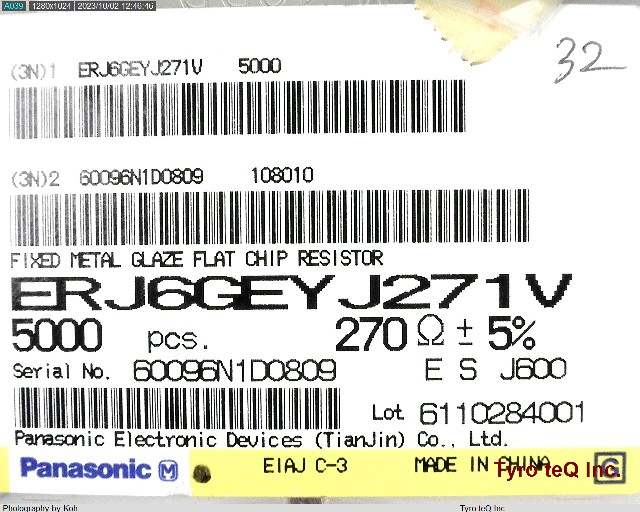 A039 1280x1024 2023/10/02 12:46:46
32
(3N)1 ERJ6GEYJ271V 5000
(3N)2 60096N1D0809 108010
FIXED METAL GLAZE FLAT CHIP RESISTOR
ERJ6GEYJ271V
5000 pcs. 270 Ω ± 5%
Serial No. 60096N1D0809 E S J600
Lot 6110284001
Panasonic Electronic Devices (TianJin) Co., Ltd.
Panasonic M EIAJ C-3 MADE IN CHINA C
Tyro teQ Inc.
Photography by Koh Tyro teQ Inc